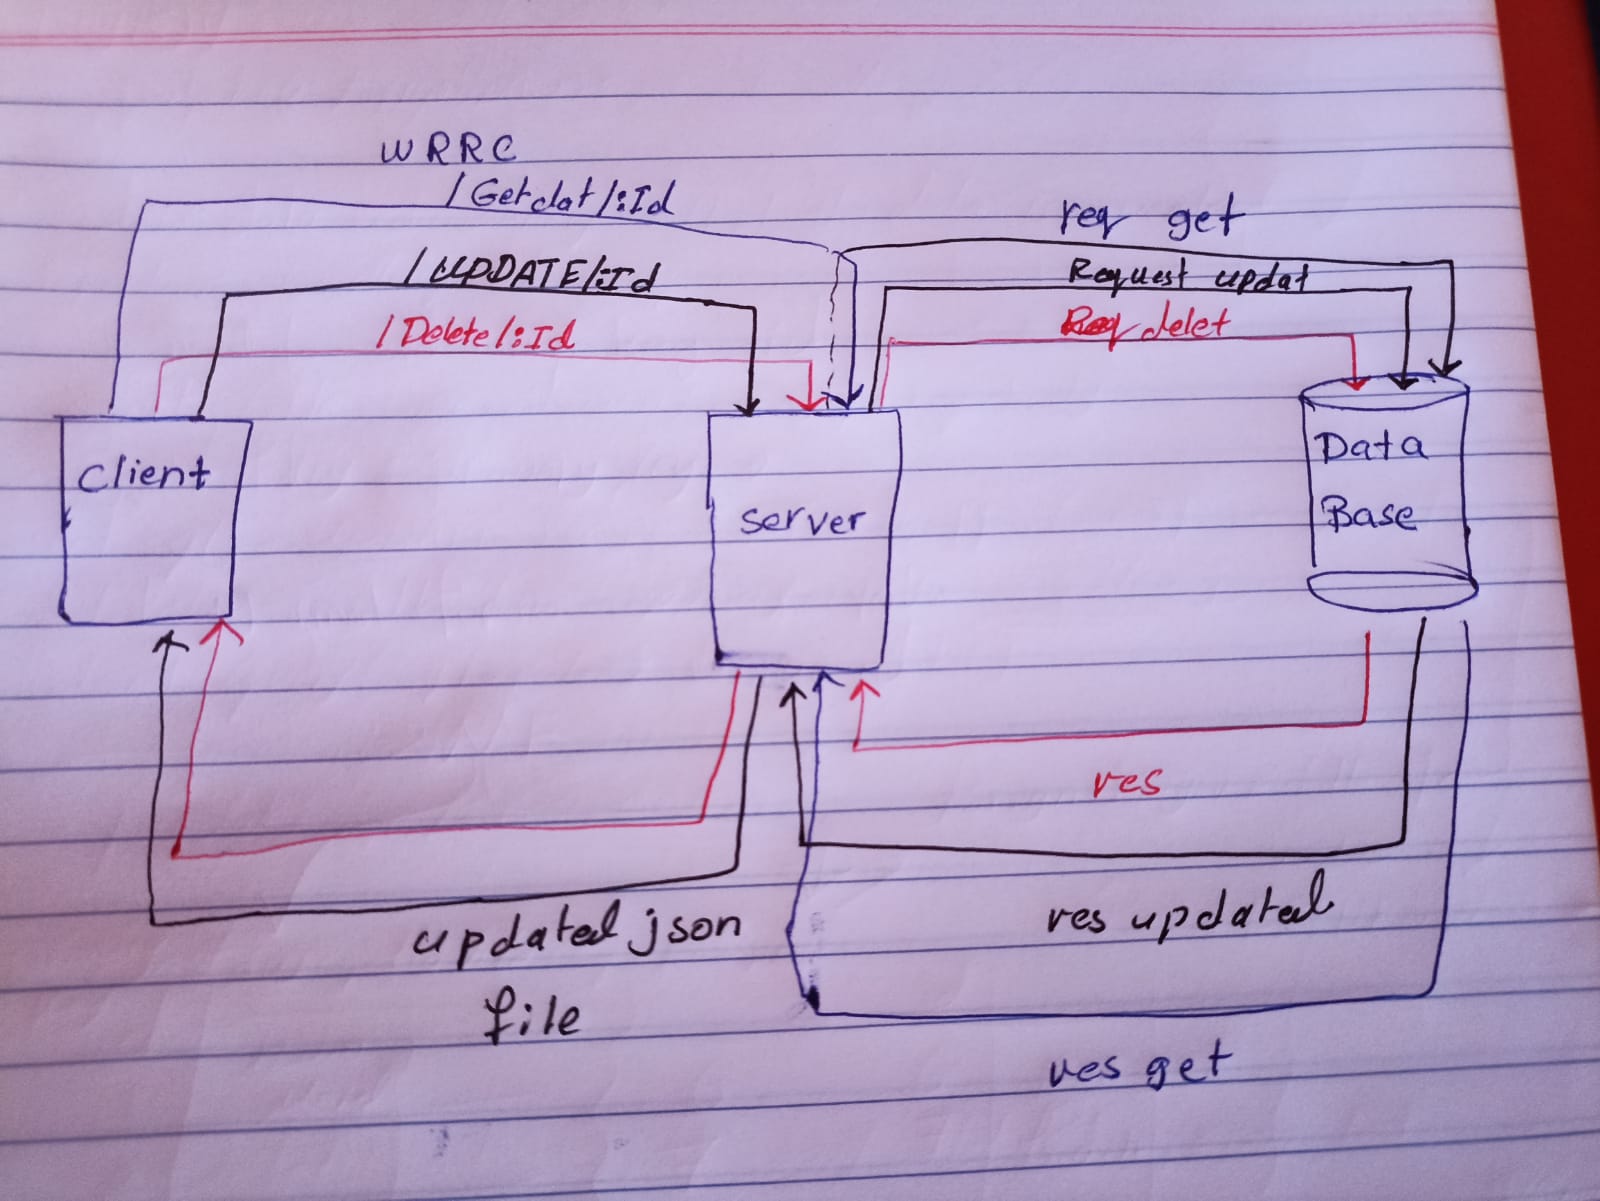 WRRC
/Getdat/:Id
req get
/UPDATE/:Id
Request updat
/Delete/:Id
Req delet
Client
server
Data
Base
res
updated json
file
res updated
res get